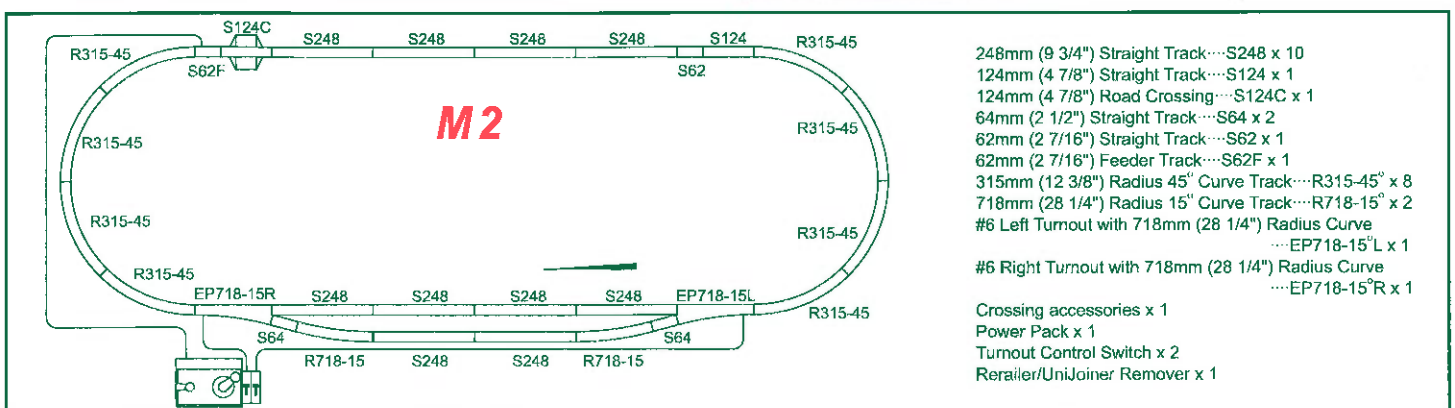 S124C
R315-45
S248
S248
S248
S248
S124
R315-45
S62F
S62
M2
R315-45
R315-45
R315-45
R315-45
R315-45
EP718-15R
S248
S248
S248
S248
EP718-15L
R315-45
S64
S64
R718-15
S248
S248
R718-15
248mm (9 3/4") Straight Track····S248 x 10
124mm (4 7/8") Straight Track····S124 x 1
124mm (4 7/8") Road Crossing····S124C x 1
64mm (2 1/2") Straight Track····S64 x 2
62mm (2 7/16") Straight Track····S62 x 1
62mm (2 7/16") Feeder Track····S62F x 1
315mm (12 3/8") Radius 45° Curve Track····R315-45° x 8
718mm (28 1/4") Radius 15° Curve Track····R718-15° x 2
#6 Left Turnout with 718mm (28 1/4") Radius Curve
····EP718-15°L x 1
#6 Right Turnout with 718mm (28 1/4") Radius Curve
····EP718-15°R x 1
Crossing accessories x 1
Power Pack x 1
Turnout Control Switch x 2
Rerailer/UniJoiner Remover x 1